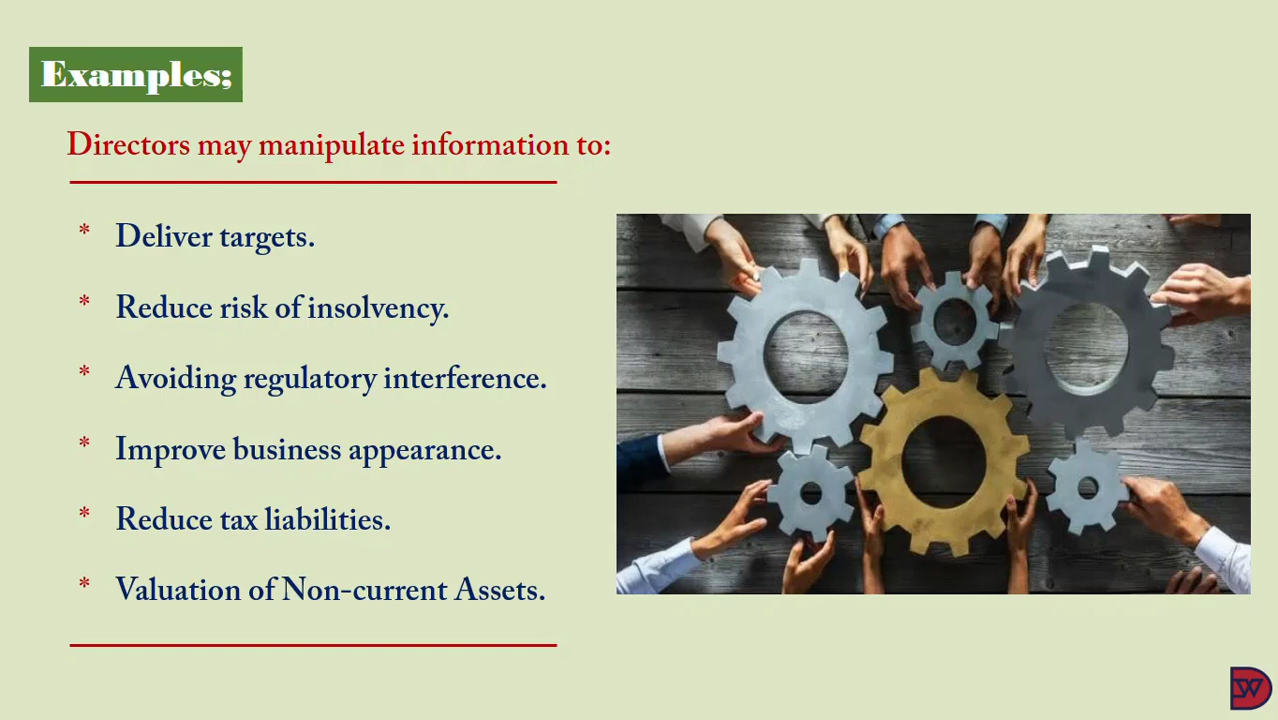 Examples;
Directors may manipulate information to:
* Deliver targets.
* Reduce risk of insolvency.
* Avoiding regulatory interference.
* Improve business appearance.
* Reduce tax liabilities.
* Valuation of Non-current Assets.
DW